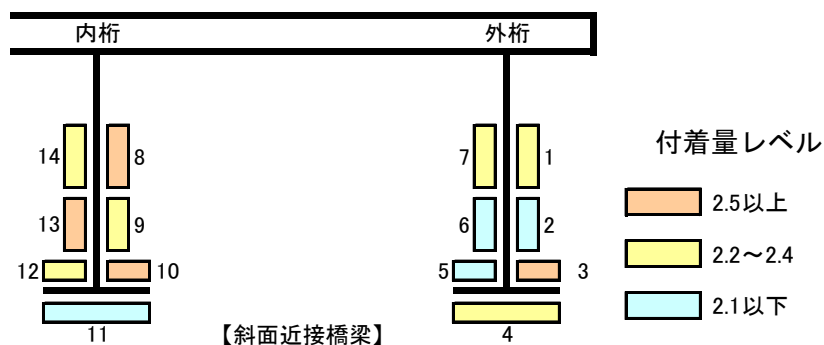 内桁 外桁
14 8 7 1
付着量レベル
13 9 6 2
2.5以上
12 10 5 3
2.2～2.4
2.1以下
11 【斜面近接橋梁】 4